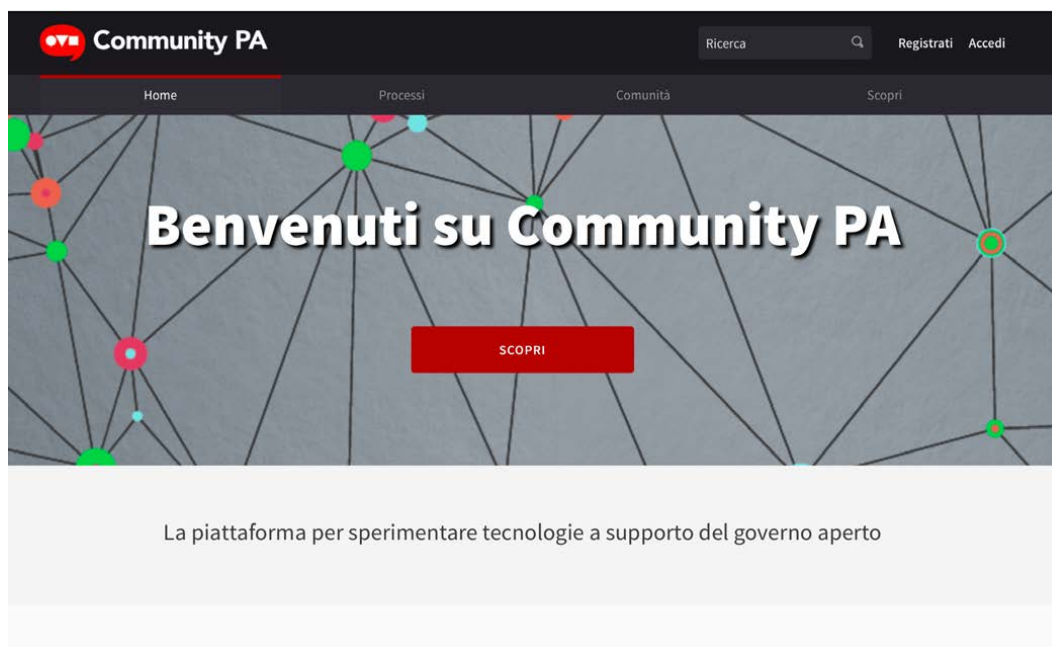 Community PA
Ricerca
Registrati Accedi
Home Processi Comunità Scopri
Benvenuti su Community PA
SCOPRI
La piattaforma per sperimentare tecnologie a supporto del governo aperto